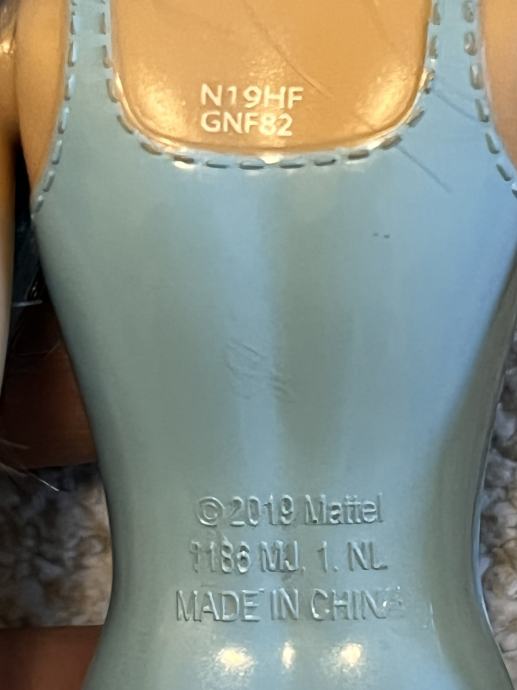 N19HF
GNF82
© 2019 Mattel
1186 MJ. 1. NL
MADE IN CHINA